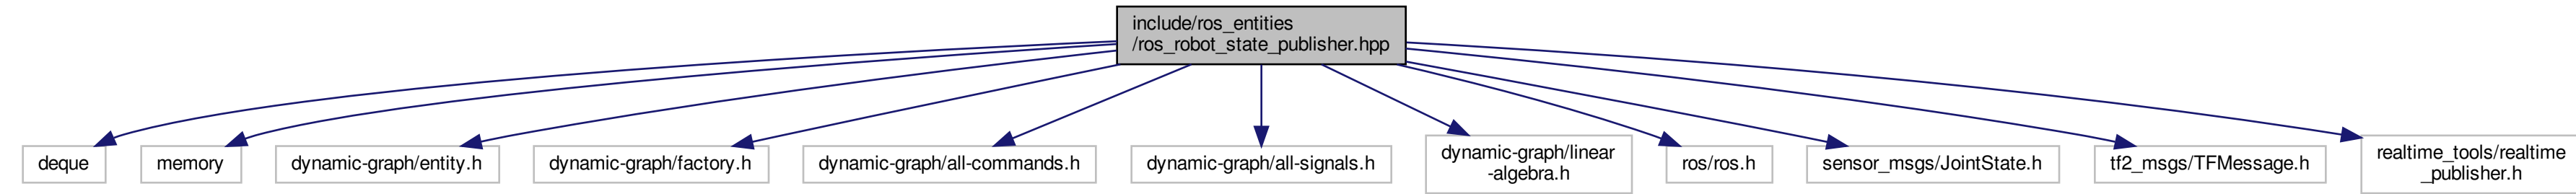 include/ros_entities
/ros_robot_state_publisher.hpp
deque
memory
dynamic-graph/entity.h
dynamic-graph/factory.h
dynamic-graph/all-commands.h
dynamic-graph/all-signals.h
dynamic-graph/linear
-algebra.h
ros/ros.h
sensor_msgs/JointState.h
tf2_msgs/TFMessage.h
realtime_tools/realtime
_publisher.h